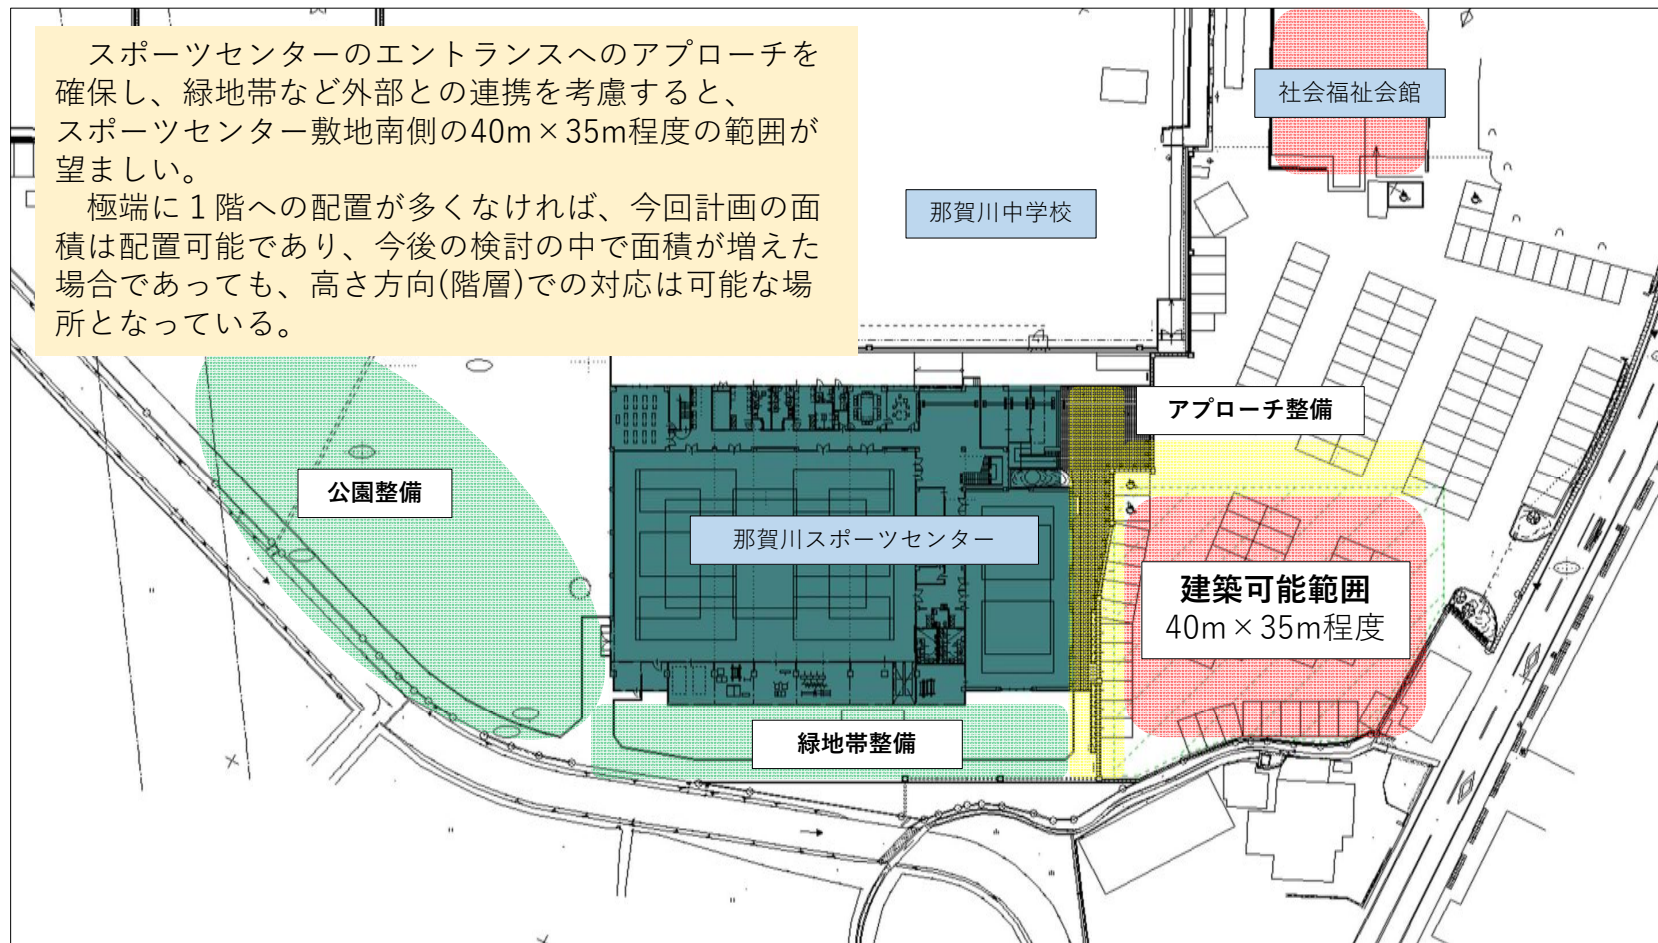 スポーツセンターのエントランスへのアプローチを
確保し、緑地帯など外部との連携を考慮すると、
スポーツセンター敷地南側の40m×35m程度の範囲が
望ましい。
極端に１階への配置が多くなければ、今回計画の面
積は配置可能であり、今後の検討の中で面積が増えた
場合であっても、高さ方向(階層)での対応は可能な場
所となっている。
社会福祉会館
那賀川中学校
アプローチ整備
公園整備
那賀川スポーツセンター
建築可能範囲
40m×35m程度
緑地帯整備